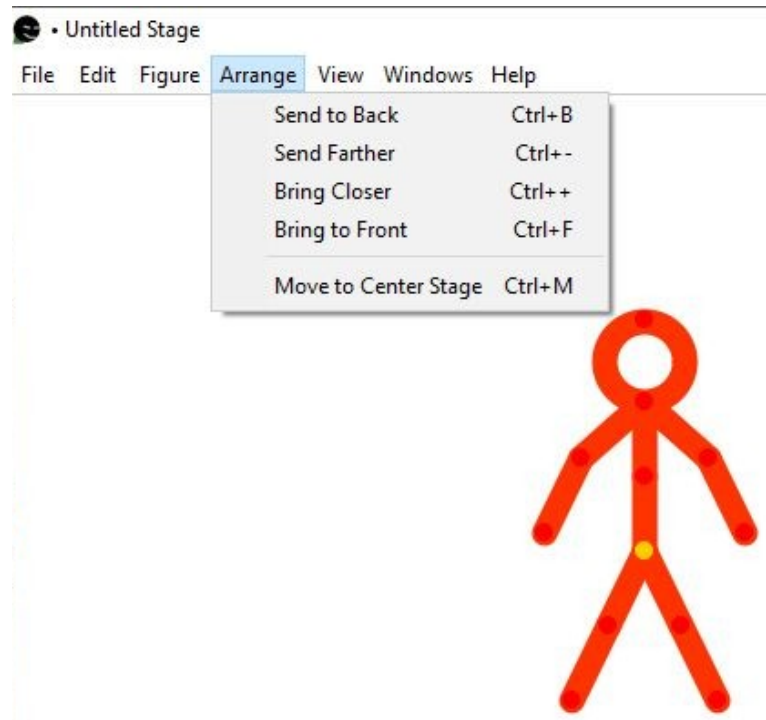 • Untitled Stage
File Edit Figure Arrange View Windows Help
Send to Back Ctrl+B
Send Farther Ctrl+-
Bring Closer Ctrl++
Bring to Front Ctrl+F
Move to Center Stage Ctrl+M